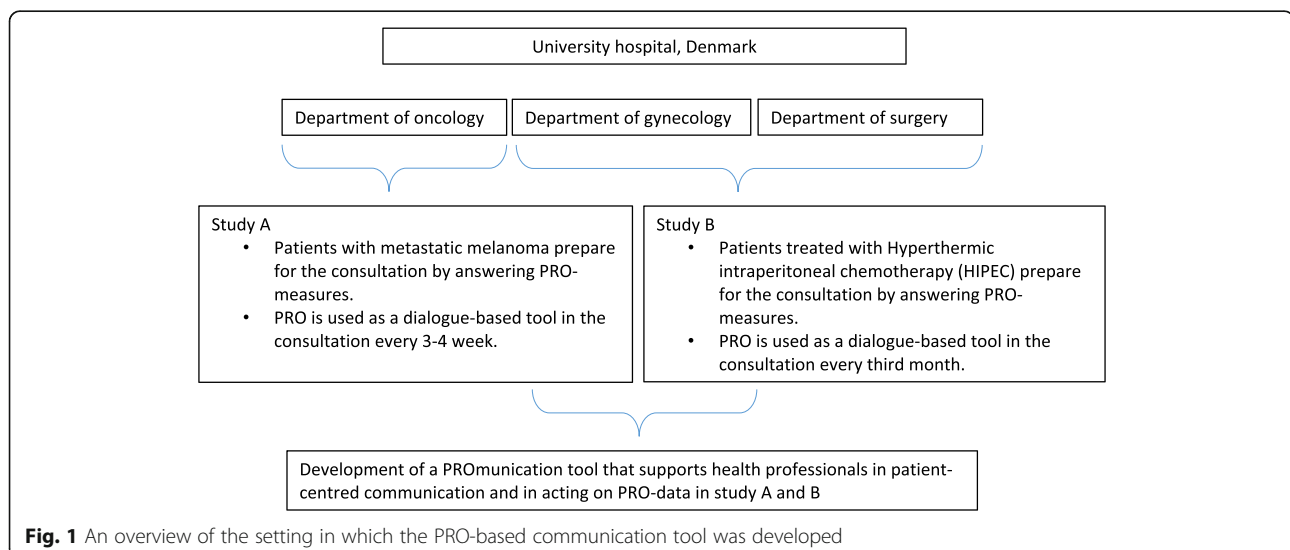 University hospital, Denmark
Department of oncology
Department of gynecology
Department of surgery
Study A
• Patients with metastatic melanoma prepare
for the consultation by answering PRO-
measures.
• PRO is used as a dialogue-based tool in the
consultation every 3-4 week.
Study B
• Patients treated with Hyperthermic
intraperitoneal chemotherapy (HIPEC) prepare
for the consultation by answering PRO-
measures.
• PRO is used as a dialogue-based tool in the
consultation every third month.
Development of a PROmunication tool that supports health professionals in patient-
centred communication and in acting on PRO-data in study A and B
Fig. 1 An overview of the setting in which the PRO-based communication tool was developed